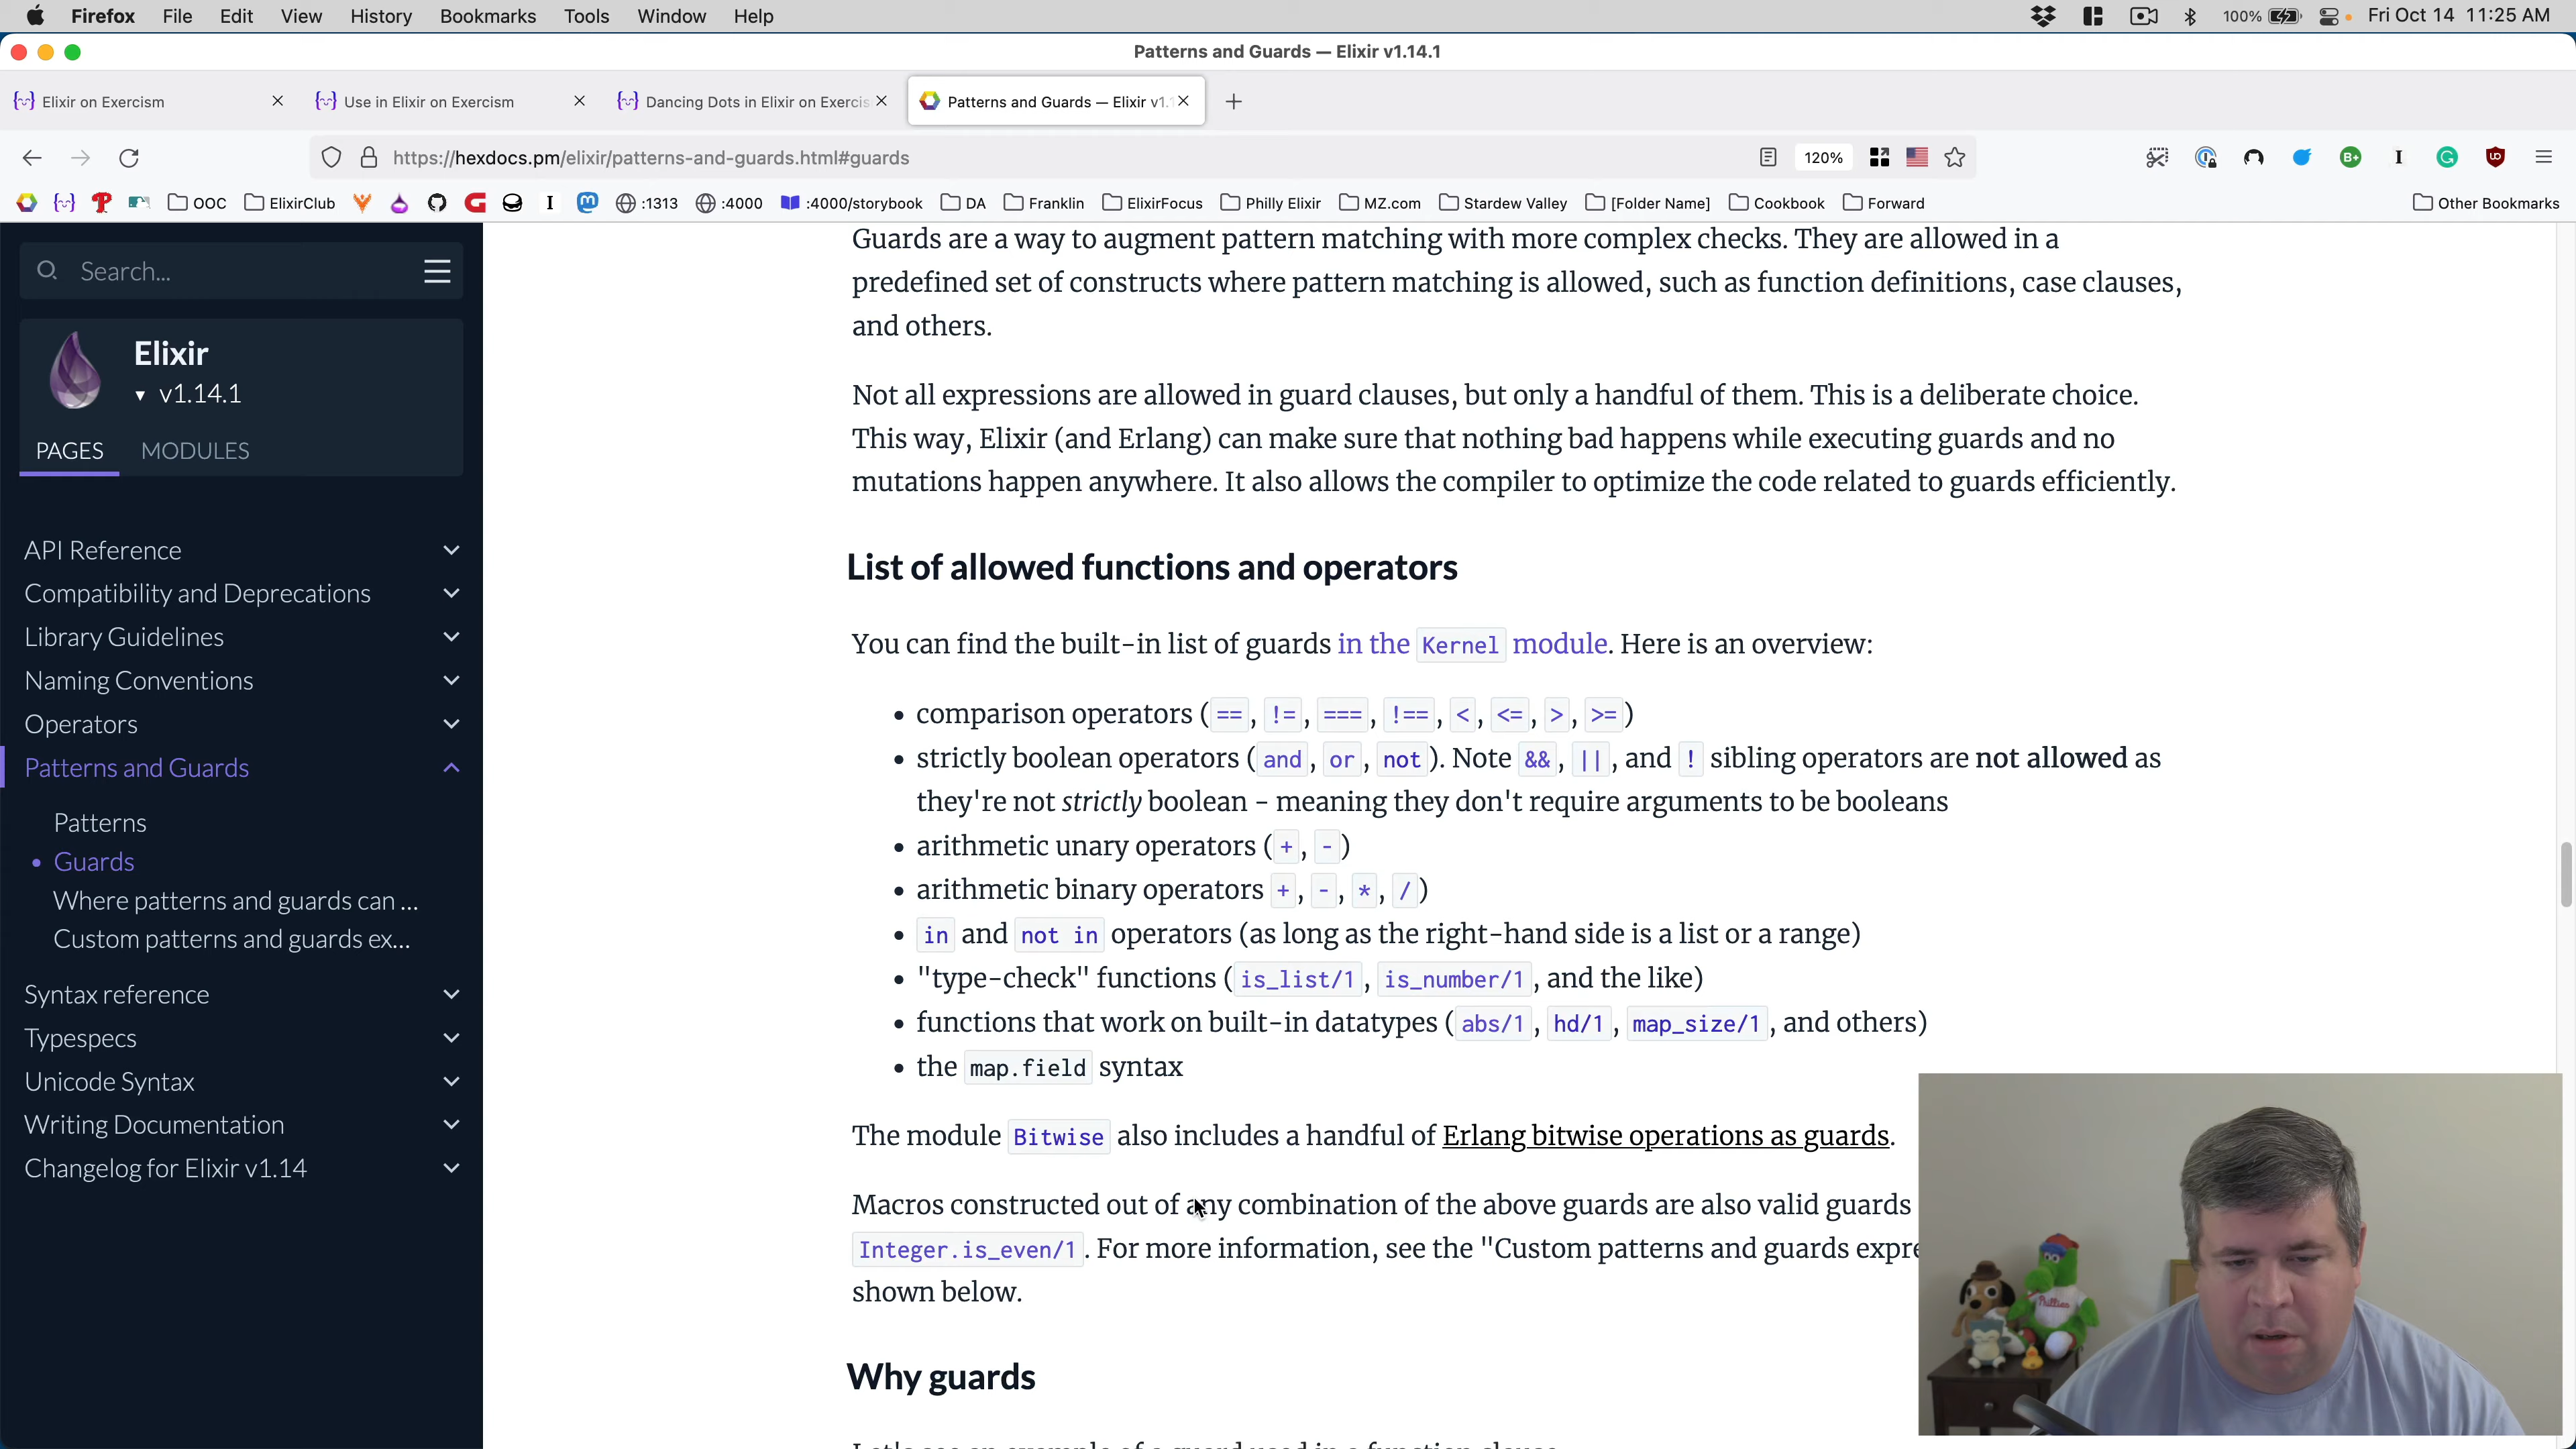 Firefox File Edit View History Bookmarks Tools Window Help 100% Fri Oct 14 11:25 AM
Patterns and Guards — Elixir v1.14.1
Elixir on Exercism Use in Elixir on Exercism Dancing Dots in Elixir on Exercis Patterns and Guards — Elixir v1.1
https://hexdocs.pm/elixir/patterns-and-guards.html#guards 120%
OOC ElixirClub :1313 :4000 :4000/storybook DA Franklin ElixirFocus Philly Elixir MZ.com Stardew Valley [Folder Name] Cookbook Forward Other Bookmarks
Search...
Elixir
v1.14.1
PAGES MODULES
API Reference
Compatibility and Deprecations
Library Guidelines
Naming Conventions
Operators
Patterns and Guards
Patterns
• Guards
Where patterns and guards can ...
Custom patterns and guards ex...
Syntax reference
Typespecs
Unicode Syntax
Writing Documentation
Changelog for Elixir v1.14
Guards are a way to augment pattern matching with more complex checks. They are allowed in a
predefined set of constructs where pattern matching is allowed, such as function definitions, case clauses,
and others.
Not all expressions are allowed in guard clauses, but only a handful of them. This is a deliberate choice.
This way, Elixir (and Erlang) can make sure that nothing bad happens while executing guards and no
mutations happen anywhere. It also allows the compiler to optimize the code related to guards efficiently.
List of allowed functions and operators
You can find the built-in list of guards in the Kernel module. Here is an overview:
• comparison operators (==, !=, ===, !==, <, <=, >, >=)
• strictly boolean operators (and, or, not). Note &&, ||, and ! sibling operators are not allowed as
they're not strictly boolean - meaning they don't require arguments to be booleans
• arithmetic unary operators (+, -)
• arithmetic binary operators +, -, *, /)
• in and not in operators (as long as the right-hand side is a list or a range)
• "type-check" functions (is_list/1, is_number/1, and the like)
• functions that work on built-in datatypes (abs/1, hd/1, map_size/1, and others)
• the map.field syntax
The module Bitwise also includes a handful of Erlang bitwise operations as guards.
Macros constructed out of any combination of the above guards are also valid guards
Integer.is_even/1. For more information, see the "Custom patterns and guards expre
shown below.
Why guards
Let's see an example of a guard used in a function clause
Phillies